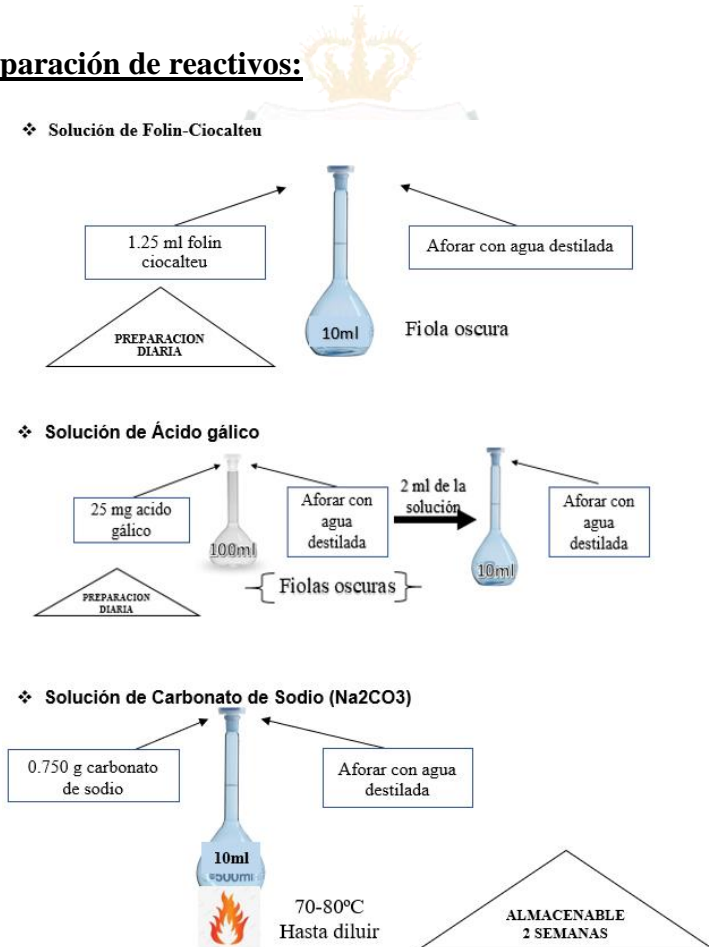 paración de reactivos:
❖ Solución de Folin-Ciocalteu
1.25 ml folin
ciocalteu
Aforar con agua destilada
10ml
Fiola oscura
PREPARACION
DIARIA
❖ Solución de Ácido gálico
25 mg acido
gálico
100ml
Aforar con
agua
destilada
2 ml de la
solución
10ml
Aforar con
agua
destilada
Fiolas oscuras
PREPARACION
DIARIA
❖ Solución de Carbonato de Sodio (Na2CO3)
0.750 g carbonato
de sodio
Aforar con agua
destilada
10ml
500ml
70-80ºC
Hasta diluir
ALMACENABLE
2 SEMANAS